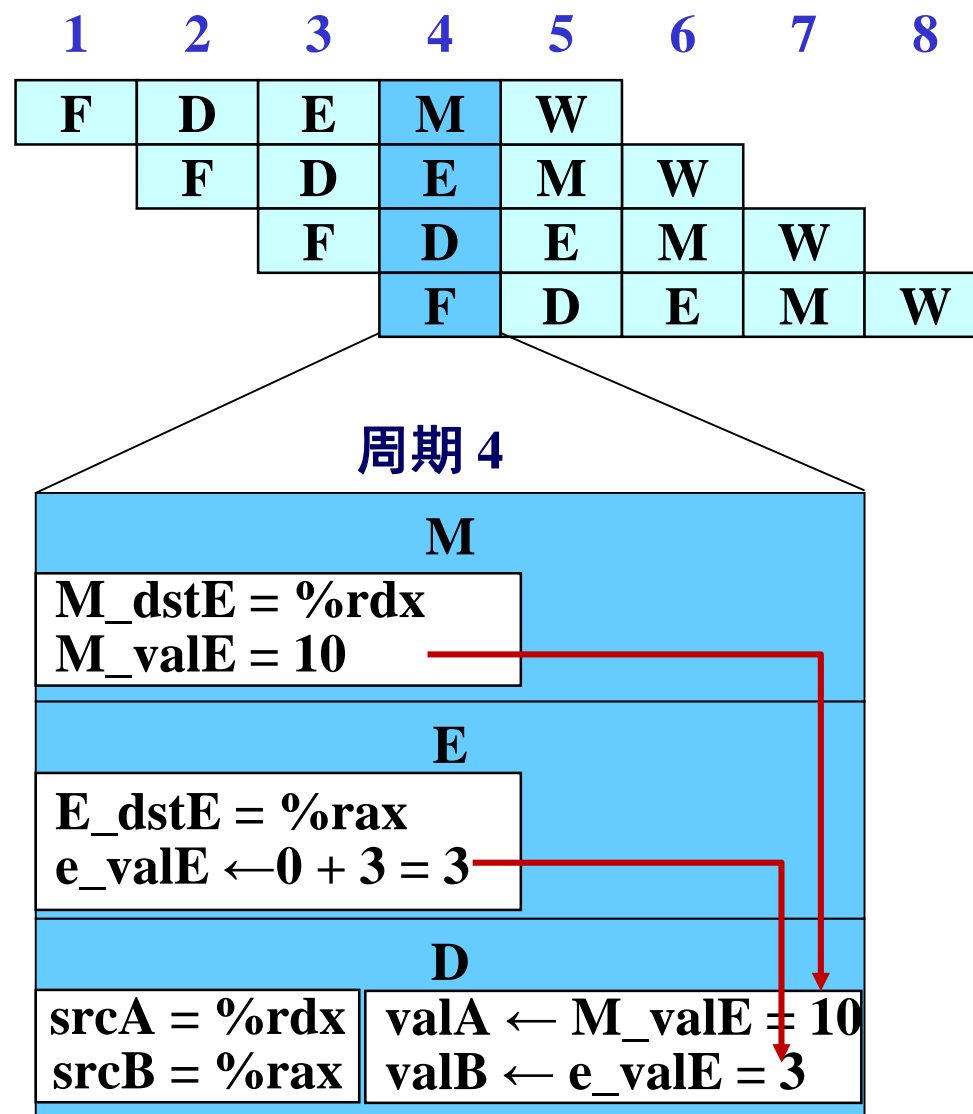 1 2 3 4 5 6 7 8
F D E M W
F D E M W
F D E M W
F D E M W
周期 4
M
M_dstE = %rdx
M_valE = 10
E
E_dstE = %rax
e_valE ←0 + 3 = 3
D
srcA = %rdx
srcB = %rax
valA ← M_valE = 10
valB ← e_valE = 3